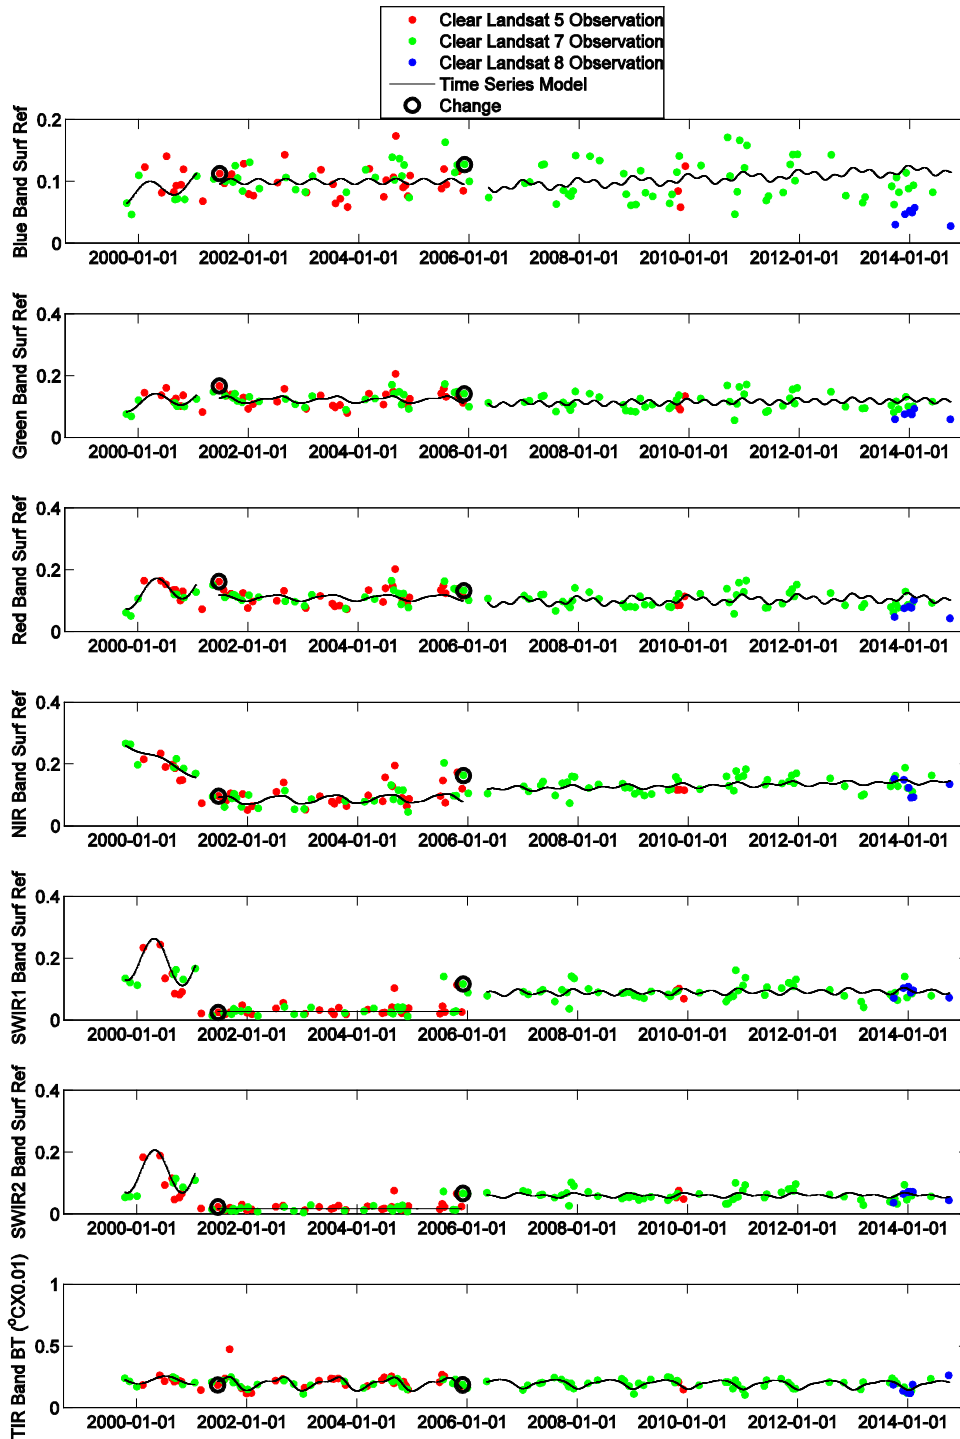 Clear Landsat 5 Observation
Clear Landsat 7 Observation
Clear Landsat 8 Observation
Time Series Model
Change
Blue Band Surf Ref
0.2
0.1
0
2000-01-01 2002-01-01 2004-01-01 2006-01-01 2008-01-01 2010-01-01 2012-01-01 2014-01-01
Green Band Surf Ref
0.4
0.2
0
2000-01-01 2002-01-01 2004-01-01 2006-01-01 2008-01-01 2010-01-01 2012-01-01 2014-01-01
Red Band Surf Ref
0.4
0.2
0
2000-01-01 2002-01-01 2004-01-01 2006-01-01 2008-01-01 2010-01-01 2012-01-01 2014-01-01
NIR Band Surf Ref
0.4
0.2
0
2000-01-01 2002-01-01 2004-01-01 2006-01-01 2008-01-01 2010-01-01 2012-01-01 2014-01-01
SWIR1 Band Surf Ref
0.4
0.2
0
2000-01-01 2002-01-01 2004-01-01 2006-01-01 2008-01-01 2010-01-01 2012-01-01 2014-01-01
SWIR2 Band Surf Ref
0.4
0.2
0
2000-01-01 2002-01-01 2004-01-01 2006-01-01 2008-01-01 2010-01-01 2012-01-01 2014-01-01
TIR Band BT (°CX0.01)
1
0.5
0
2000-01-01 2002-01-01 2004-01-01 2006-01-01 2008-01-01 2010-01-01 2012-01-01 2014-01-01